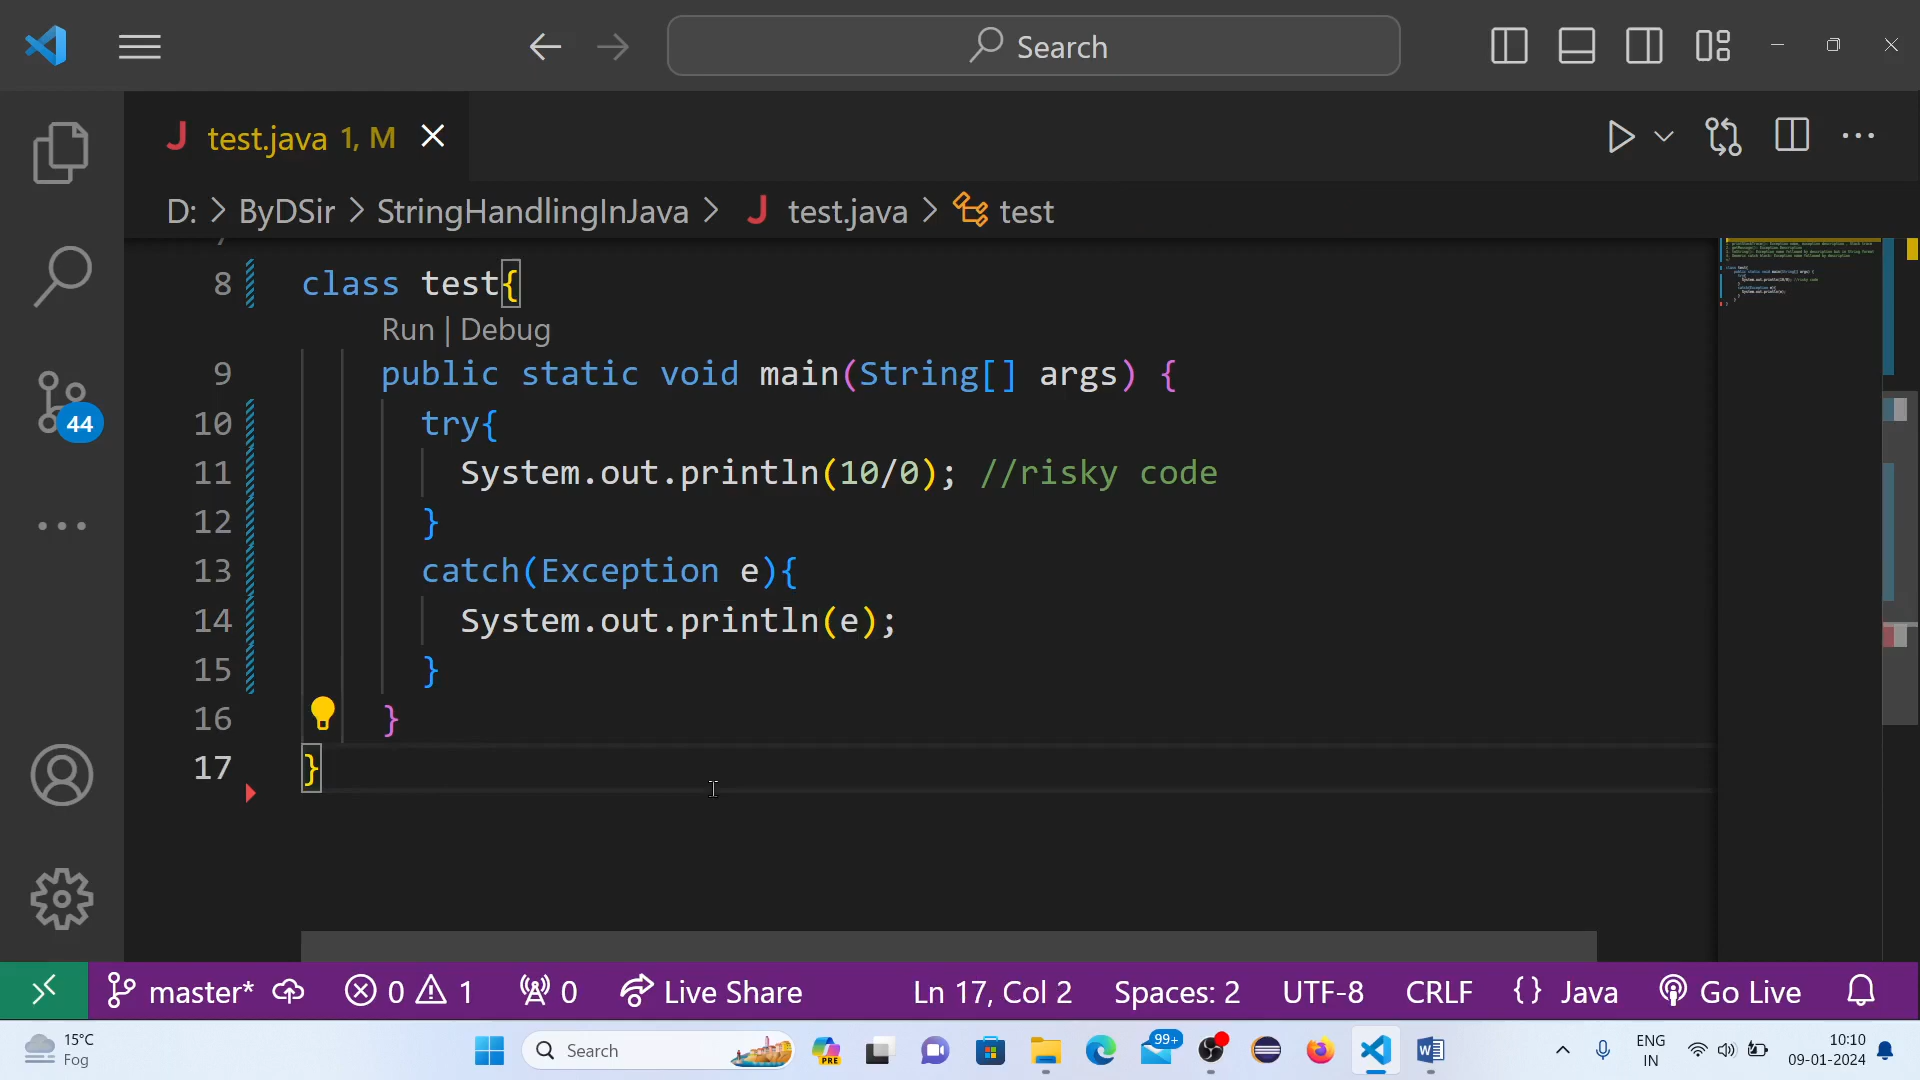 Search
test.java 1, M
D: > ByDSir > StringHandlingInJava > test.java > test
8 class test{
Run | Debug
9 public static void main(String[] args) {
10 try{
11 System.out.println(10/0); //risky code
12 }
13 catch(Exception e){
14 System.out.println(e);
15 }
16 }
17 }
44
master* 0 1 0 Live Share Ln 17, Col 2 Spaces: 2 UTF-8 CRLF {} Java Go Live
15°C
Fog
Search
PRE
99+
ENG
IN
10:10
09-01-2024